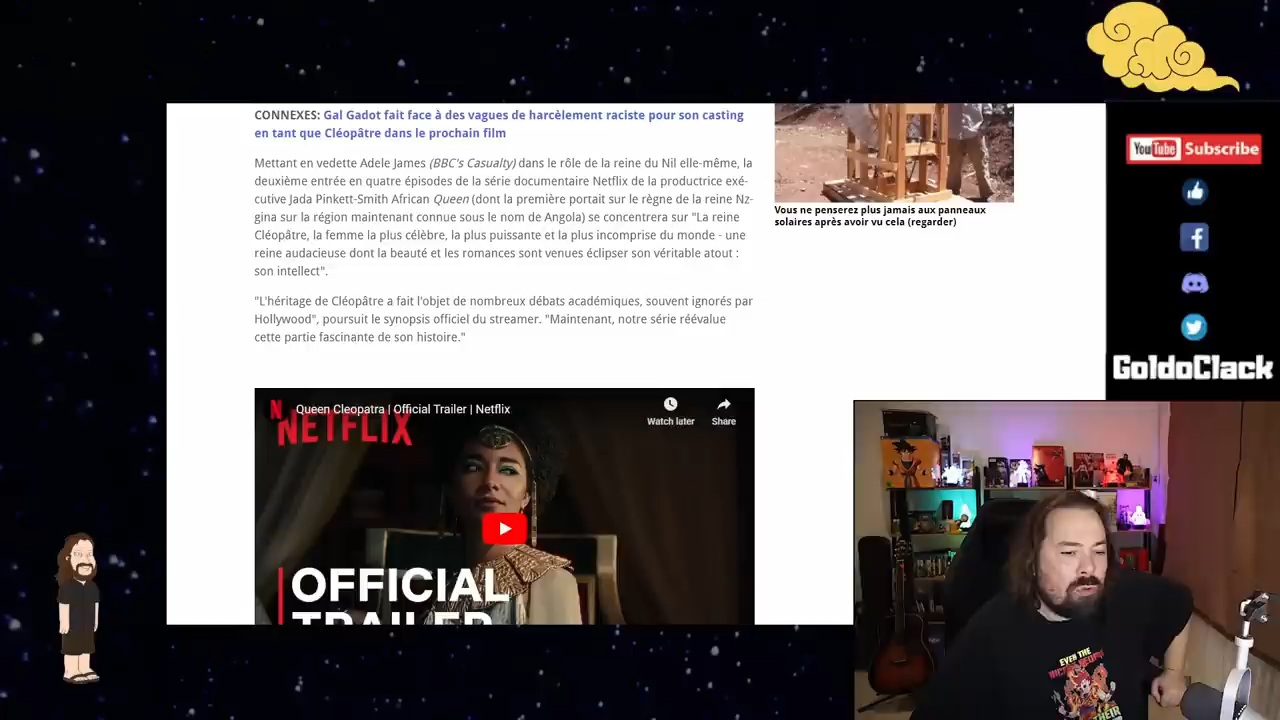 CONNEXES: Gal Gadot fait face à des vagues de harcèlement raciste pour son casting
en tant que Cléopâtre dans le prochain film
Mettant en vedette Adele James (BBC's Casualty) dans le rôle de la reine du Nil elle-même, la
deuxième entrée en quatre épisodes de la série documentaire Netflix de la productrice exé-
cutive Jada Pinkett-Smith African Queen (dont la première portait sur le règne de la reine Nz-
gina sur la région maintenant connue sous le nom de Angola) se concentrera sur "La reine
Cléopâtre, la femme la plus célèbre, la plus puissante et la plus incomprise du monde - une
reine audacieuse dont la beauté et les romances sont venues éclipser son véritable atout :
son intellect".
"L'héritage de Cléopâtre a fait l'objet de nombreux débats académiques, souvent ignorés par
Hollywood", poursuit le synopsis officiel du streamer. "Maintenant, notre série réévalue
cette partie fascinante de son histoire."
Vous ne penserez plus jamais aux panneaux
solaires après avoir vu cela (regarder)
N Queen Cleopatra | Official Trailer | Netflix
Watch later
Share
NETFLIX
OFFICIAL
TRAILER
YouTube Subscribe
GoldoClack
EVEN THE